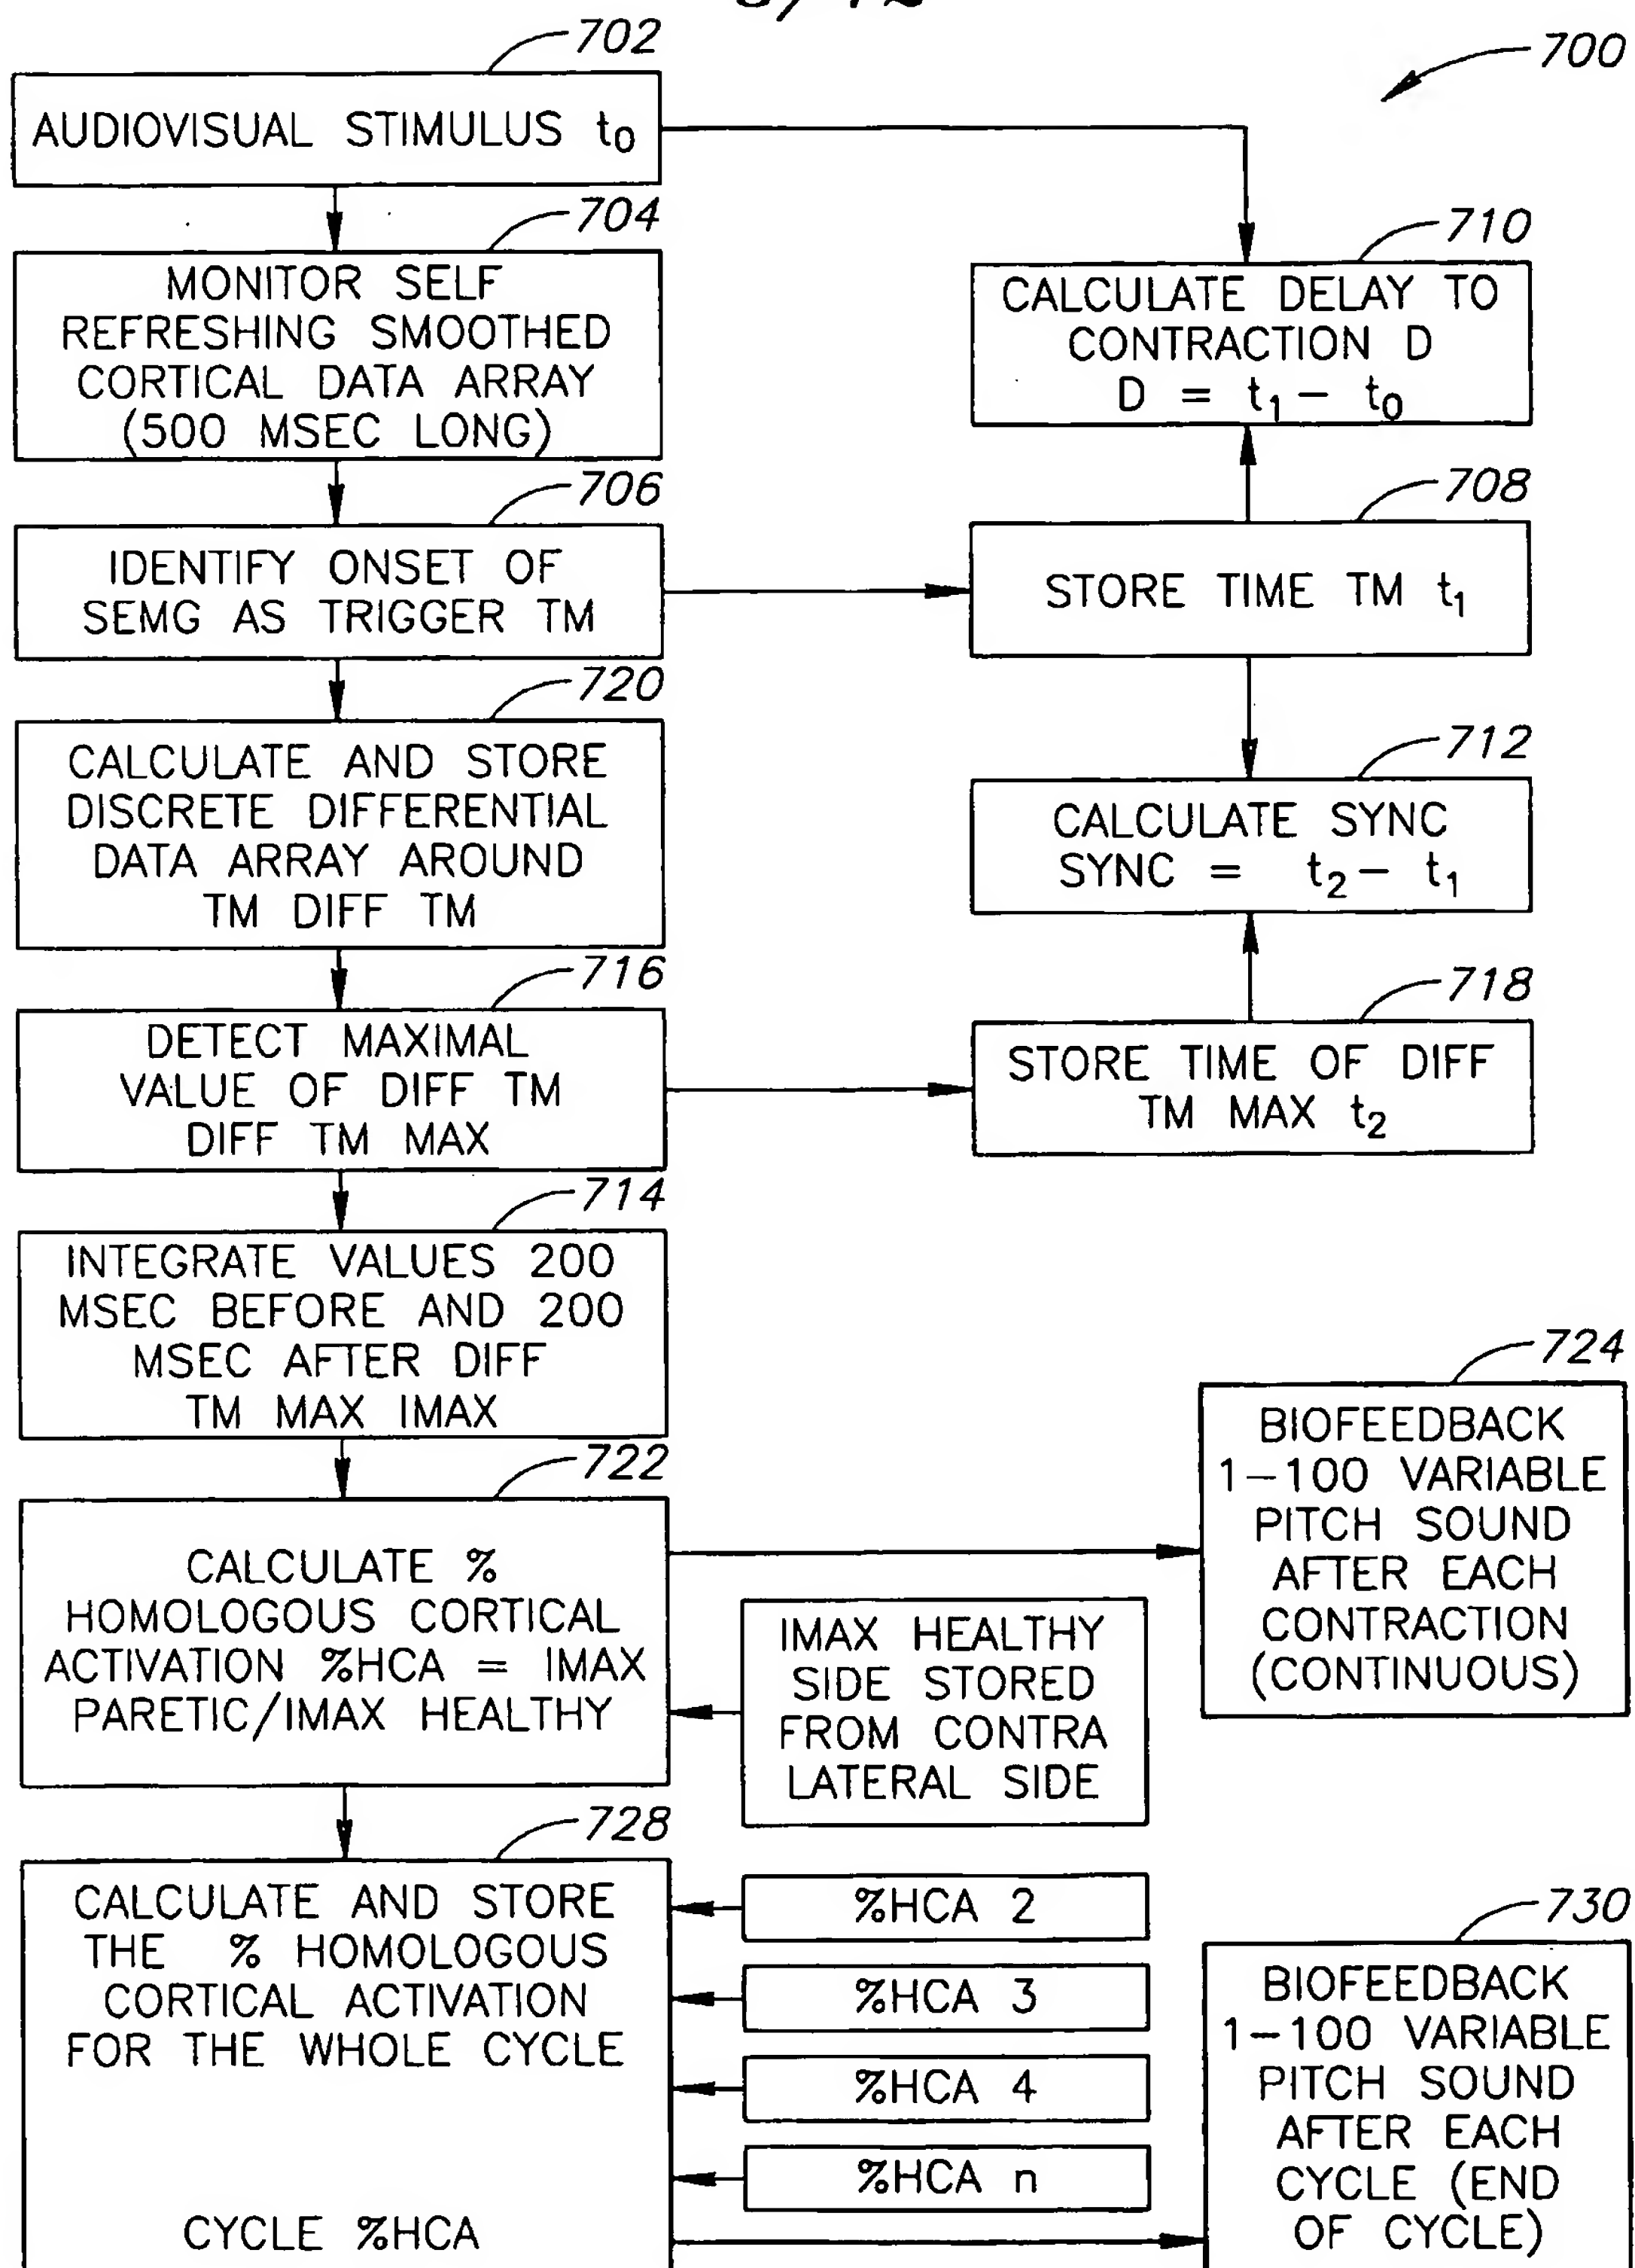 702
700
AUDIOVISUAL STIMULUS t0
704
MONITOR SELF
REFRESHING SMOOTHED
CORTICAL DATA ARRAY
(500 MSEC LONG)
710
CALCULATE DELAY TO
CONTRACTION D
D = t1 - t0
706
IDENTIFY ONSET OF
SEMG AS TRIGGER TM
708
STORE TIME TM t1
720
CALCULATE AND STORE
DISCRETE DIFFERENTIAL
DATA ARRAY AROUND
TM DIFF TM
712
CALCULATE SYNC
SYNC = t2 - t1
716
DETECT MAXIMAL
VALUE OF DIFF TM
DIFF TM MAX
718
STORE TIME OF DIFF
TM MAX t2
714
INTEGRATE VALUES 200
MSEC BEFORE AND 200
MSEC AFTER DIFF
TM MAX IMAX
722
CALCULATE %
HOMOLOGOUS CORTICAL
ACTIVATION %HCA = IMAX
PARETIC/IMAX HEALTHY
724
BIOFEEDBACK
1-100 VARIABLE
PITCH SOUND
AFTER EACH
CONTRACTION
(CONTINUOUS)
IMAX HEALTHY
SIDE STORED
FROM CONTRA
LATERAL SIDE
728
CALCULATE AND STORE
THE % HOMOLOGOUS
CORTICAL ACTIVATION
FOR THE WHOLE CYCLE
CYCLE %HCA
%HCA 2
%HCA 3
%HCA 4
%HCA n
730
BIOFEEDBACK
1-100 VARIABLE
PITCH SOUND
AFTER EACH
CYCLE (END
OF CYCLE)